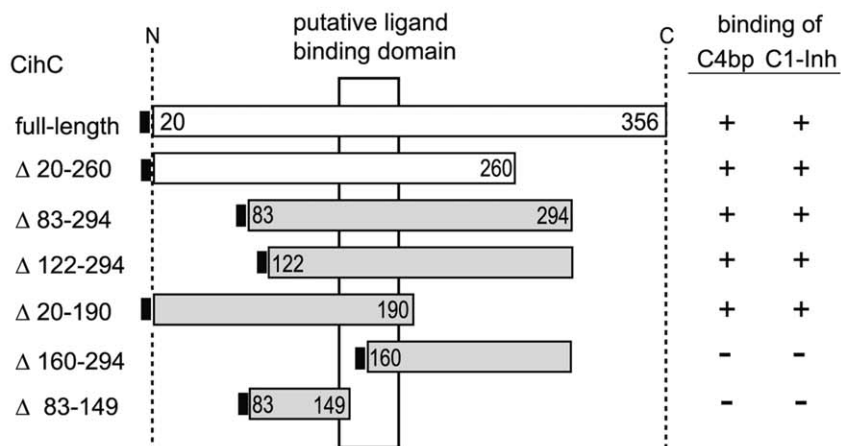 putative ligand
binding domain
binding of
N
C
CihC
C4bp C1-Inh
full-length 20 356 + +
Δ 20-260 260 + +
Δ 83-294 83 294 + +
Δ 122-294 122 + +
Δ 20-190 190 + +
Δ 160-294 160 - -
Δ 83-149 83 149 - -